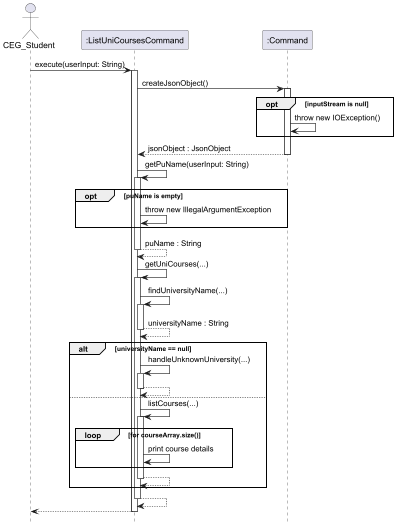 CEG_Student
:ListUniCoursesCommand
:Command
execute(userInput: String)
createJsonObject()
opt
[inputStream is null]
throw new IOException()
jsonObject : JsonObject
getPuName(userInput: String)
opt
[puName is empty]
throw new IllegalArgumentException
puName : String
getUniCourses(...)
findUniversityName(...)
universityName : String
alt
[universityName == null]
handleUnknownUniversity(...)
listCourses(...)
loop
[for courseArray.size()]
print course details